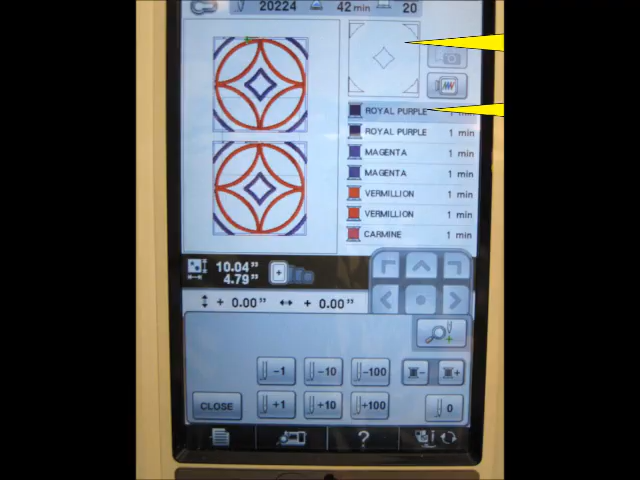 20224 42 min 20
ROYAL PURPLE 1 min
ROYAL PURPLE 1 min
MAGENTA 1 min
MAGENTA 1 min
VERMILLION 1 min
VERMILLION 1 min
CARMINE 1 min
10.04"
4.79"
+ 0.00" + 0.00"
-1 -10 -100 - +
CLOSE +1 +10 +100 0
?